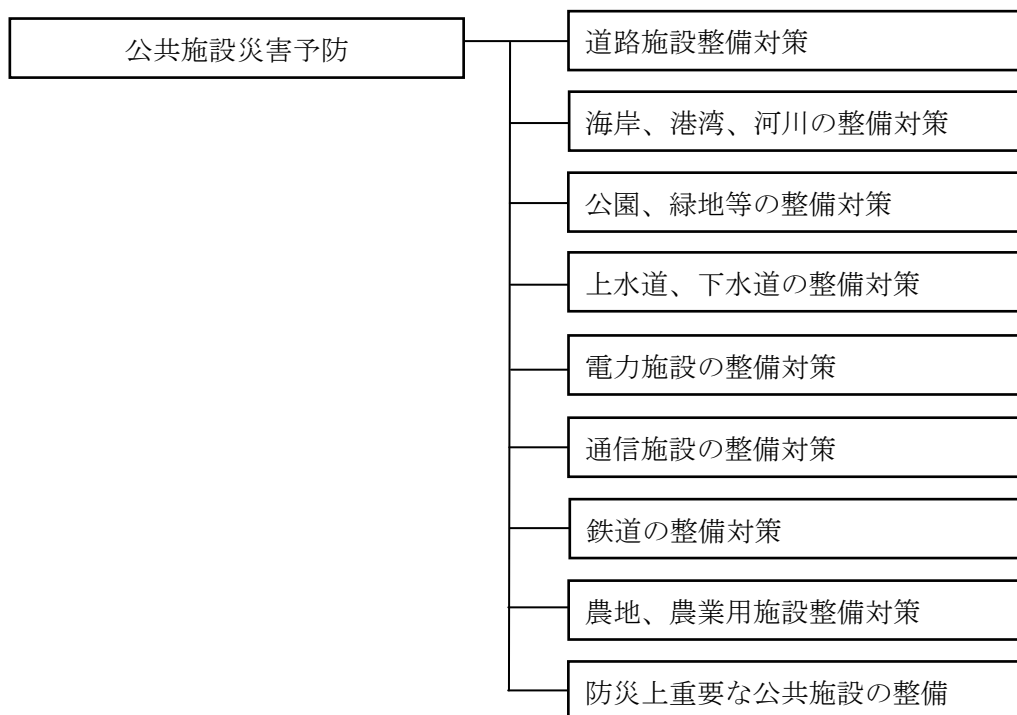 公共施設災害予防
道路施設整備対策
海岸、港湾、河川の整備対策
公園、緑地等の整備対策
上水道、下水道の整備対策
電力施設の整備対策
通信施設の整備対策
鉄道の整備対策
農地、農業用施設整備対策
防災上重要な公共施設の整備